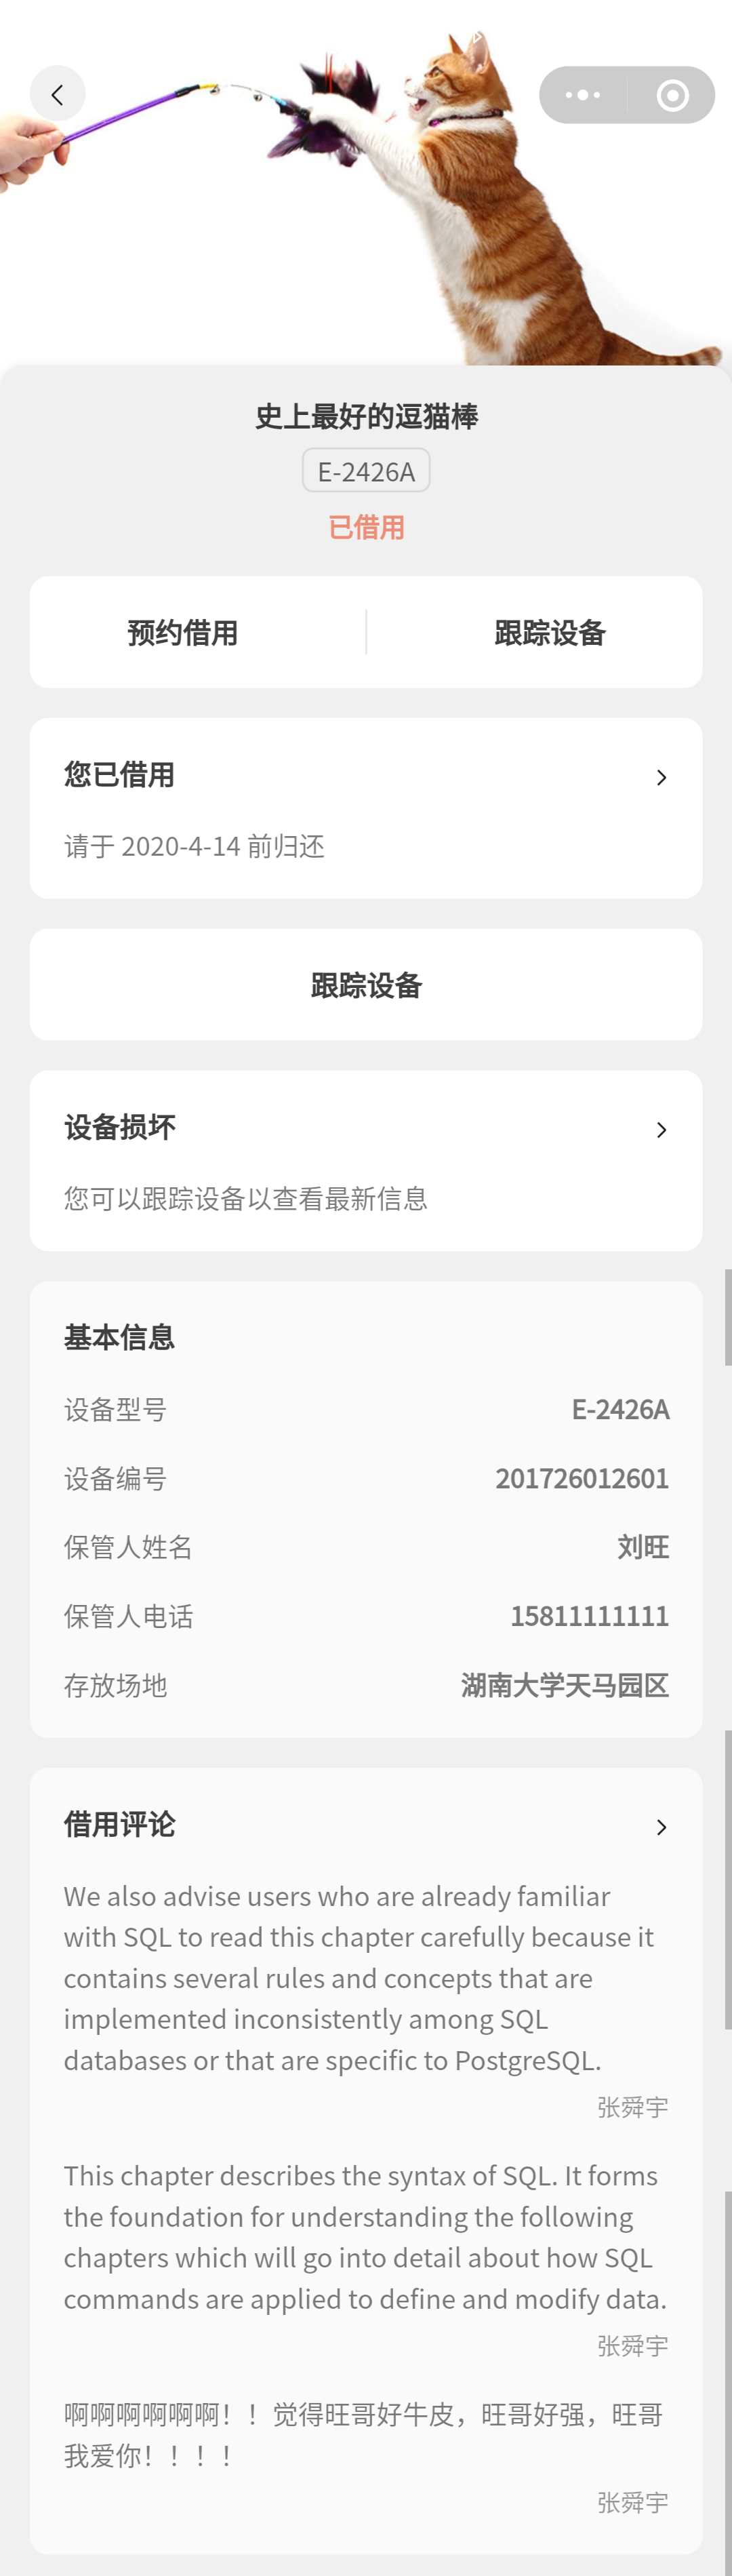 史上最好的逗猫棒
E-2426A
已借用
预约借用 跟踪设备
您已借用
请于 2020-4-14 前归还
跟踪设备
设备损坏
您可以跟踪设备以查看最新信息
基本信息
设备型号 E-2426A
设备编号 201726012601
保管人姓名 刘旺
保管人电话 15811111111
存放场地 湖南大学天马园区
借用评论
We also advise users who are already familiar
with SQL to read this chapter carefully because it
contains several rules and concepts that are
implemented inconsistently among SQL
databases or that are specific to PostgreSQL.
张舜宇
This chapter describes the syntax of SQL. It forms
the foundation for understanding the following
chapters which will go into detail about how SQL
commands are applied to define and modify data.
张舜宇
啊啊啊啊啊啊！！觉得旺哥好牛皮，旺哥好强，旺哥
我爱你！！！！
张舜宇